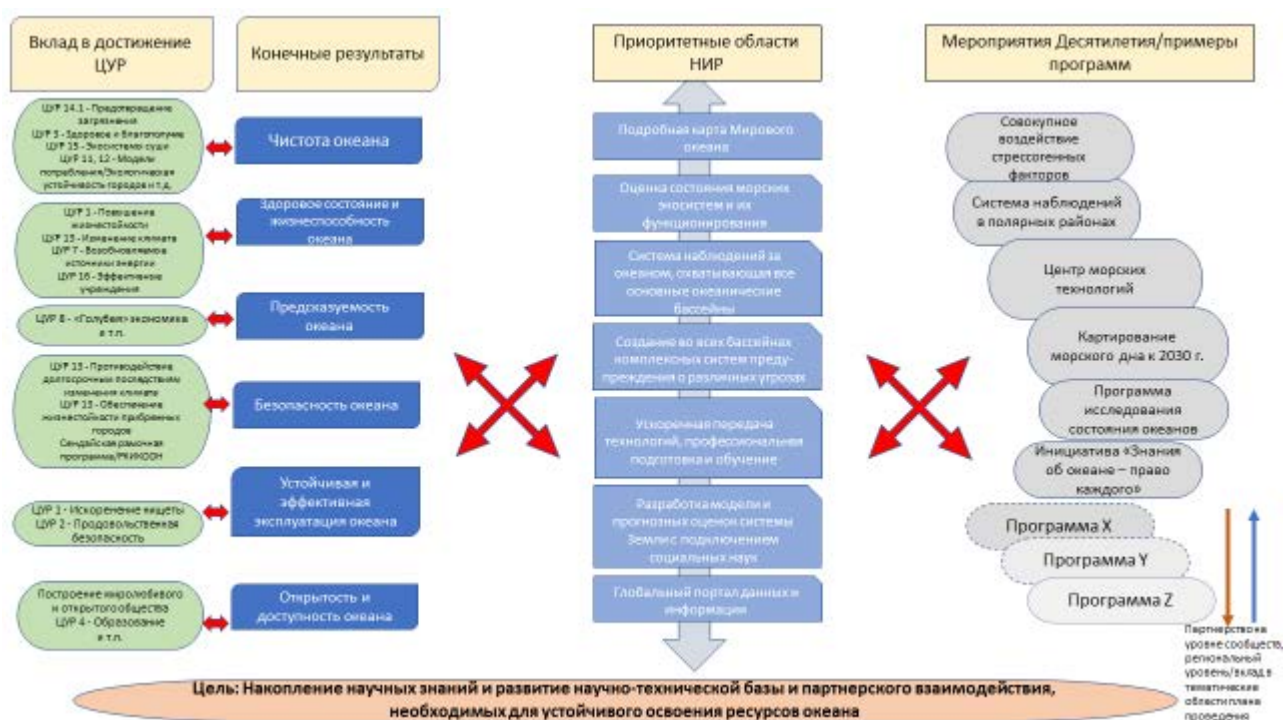 Вклад в достижение
ЦУР
Конечные результаты
Приоритетные области
НИР
Мероприятия Десятилетия/примеры
программ
ЦУР 14.1 - Предотвращение
загрязнения
ЦУР 3 - Здоровое и благополучие
ЦУР 15 - Экосистемы суши
ЦУР 11, 12 - Модели
потребления/Экологическая
устойчивость городов и т.д.
ЦУР 1 - Повышение
жизнестойкости
ЦУР 13 - Изменение климата
ЦУР 7 - Возобновляемые
источники энергии
ЦУР 16 - Эффективные
учреждения
ЦУР 8 - «Голубая» экономика
и т.п.
ЦУР 13 - Противодействие
долгосрочным последствиям
изменения климата
ЦУР 13 - Обеспечение
жизнестойкости прибрежных
городов
Сендайская рамочная
программа/РКИКООН
ЦУР 1 - Искоренение нищеты
ЦУР 2 - Продовольственная
безопасность
Построение миролюбивого
и открытого общества
ЦУР 4 - Образование
и т.п.
Чистота океана
Здоровое состояние и
жизнеспособность
океана
Предсказуемость
океана
Безопасность океана
Устойчивая и
эффективная
эксплуатация океана
Открытость и
доступность океана
Подробная карта Мирового
океана
Оценка состояния морских
экосистем и их
функционирования
Система наблюдений за
океаном, охватывающая все
основные океанические
бассейны
Создание во всех бассейнах
комплексных систем преду-
преждения о различных угрозах
Ускоренная передача
технологий, профессиональная
подготовка и обучение
Разработка модели и
прогнозных оценок системы
Земли с подключением
социальных наук
Глобальный портал данных и
информации
Совокупное
воздействие
стрессогенных
факторов
Система наблюдений
в полярных районах
Центр морских
технологий
Картирование
морского дна к 2030 г.
Программа
исследования
состояния океанов
Инициатива «Знания
об океане – право
каждого»
Программа X
Программа Y
Программа Z
Партнерство на
уровне сообществ,
региональный
уровень/вклад в
тематические
области плана
проведения
Цель: Накопление научных знаний и развитие научно-технической базы и партнерского взаимодействия,
необходимых для устойчивого освоения ресурсов океана